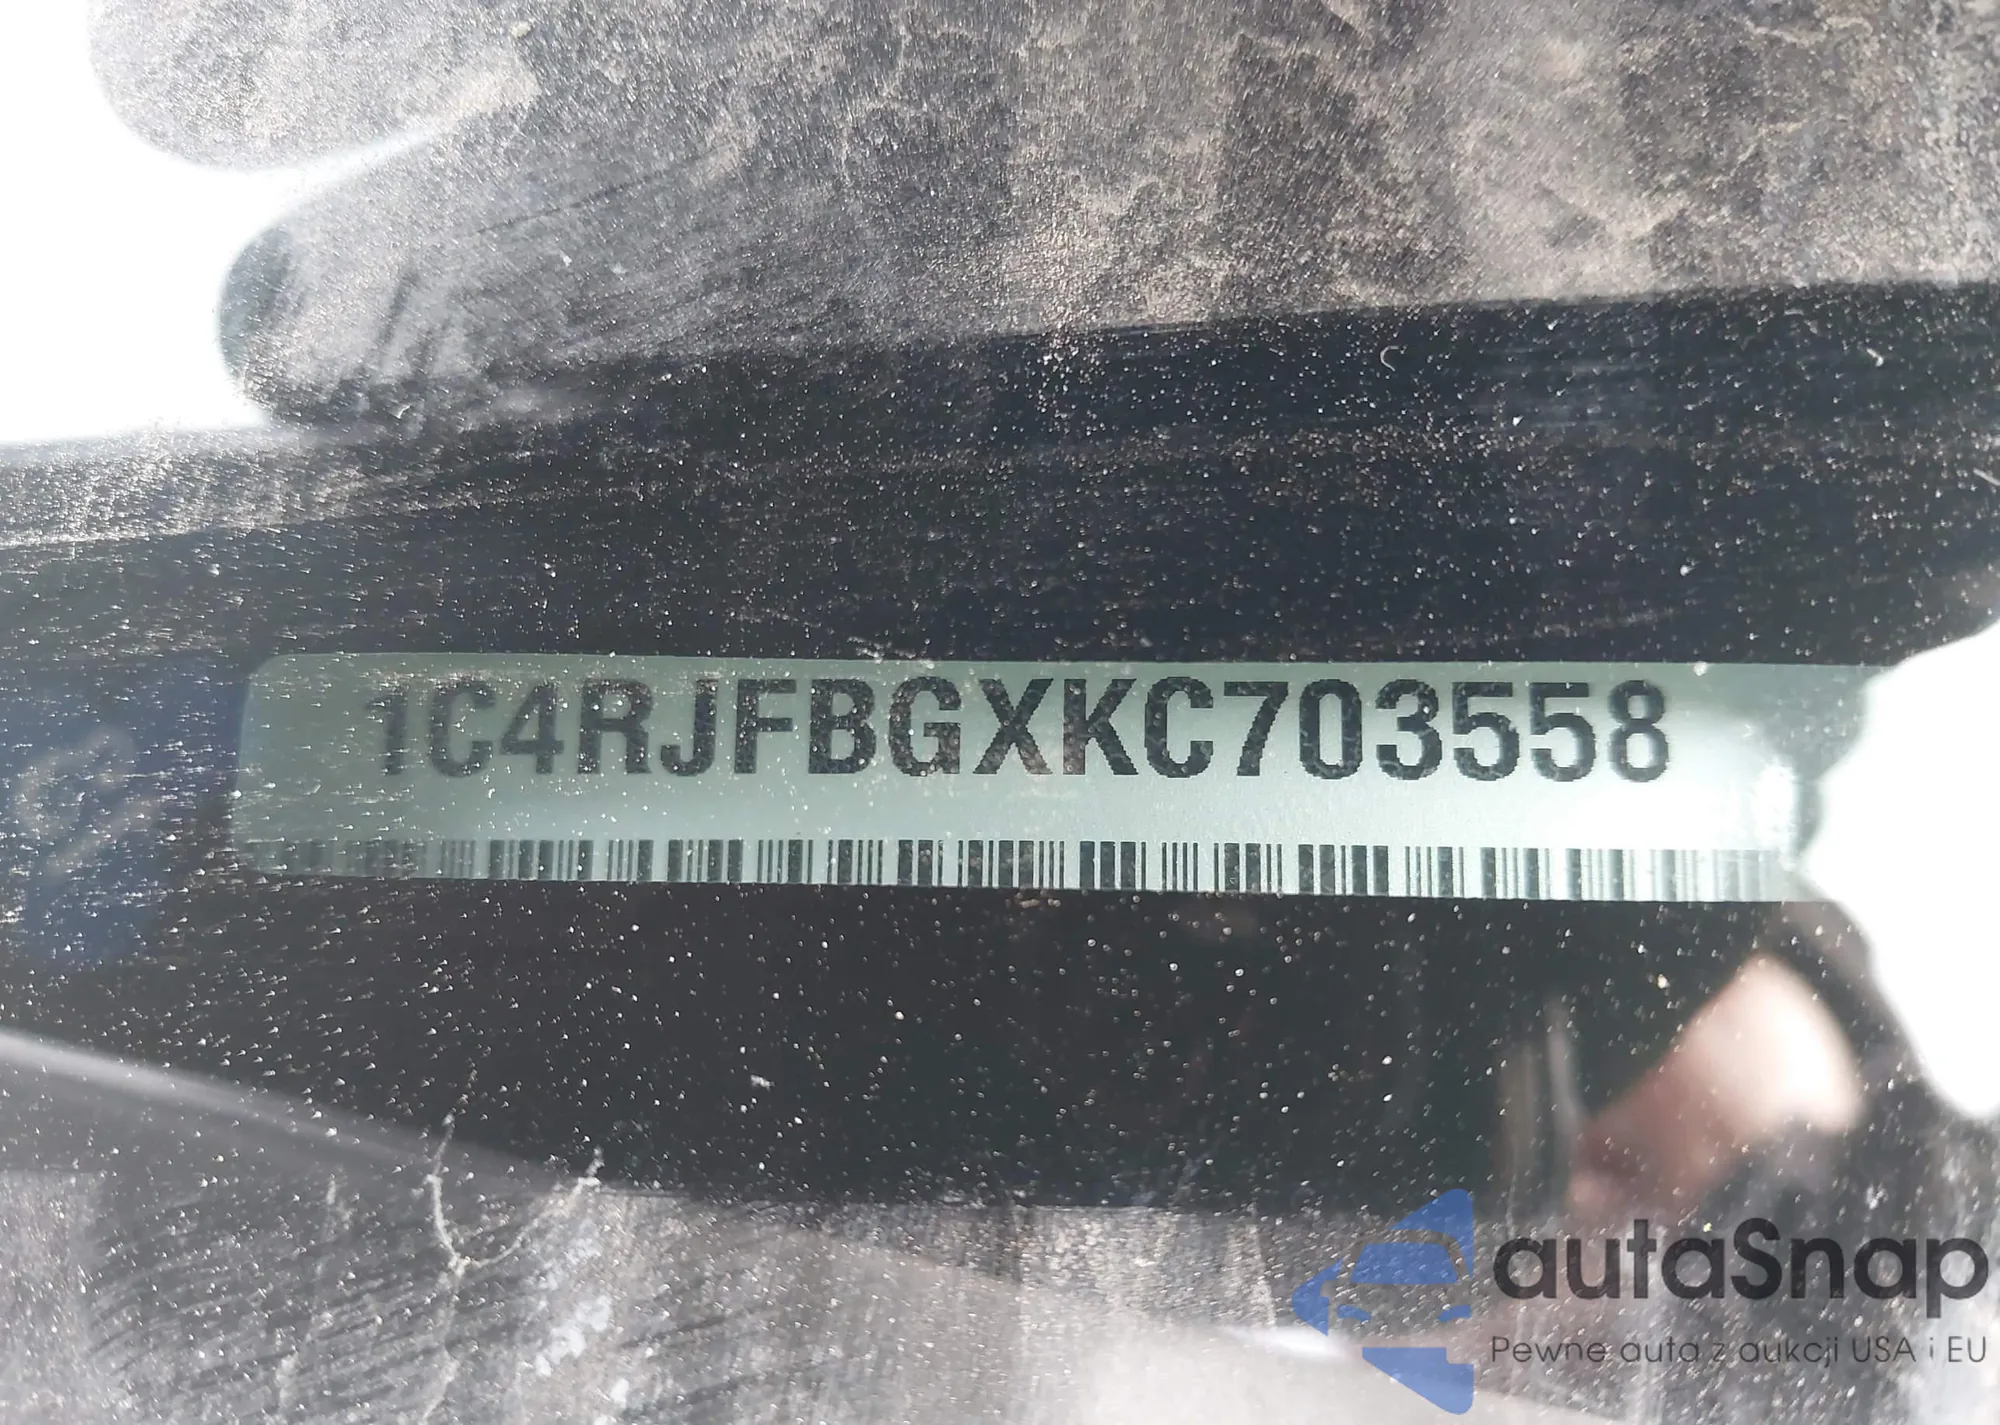 1C4RJFBGXKC703558
autaSnap
Pewne auta z aukcji USA i EU